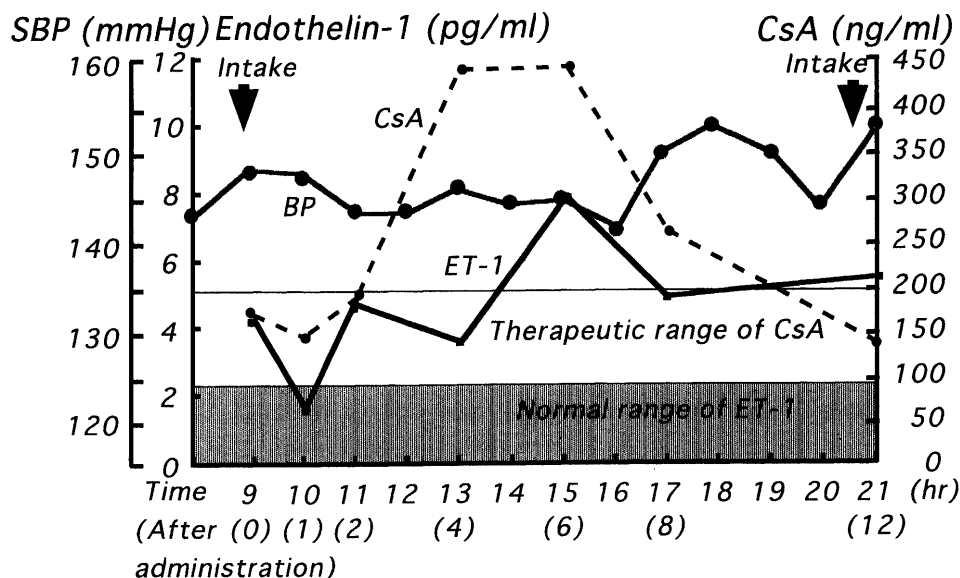 SBP (mmHg) Endothelin-1 (pg/ml) CsA (ng/ml)
160 12 Intake Intake 450
CsA 400
150 10 350
8 BP 300
140 250
6 ET-1 200
130 4 Therapeutic range of CsA 150
2 100
120 Normal range of ET-1 50
0 0
Time 9 10 11 12 13 14 15 16 17 18 19 20 21 (hr)
(After (0) (1) (2) (4) (6) (8) (12)
administration)